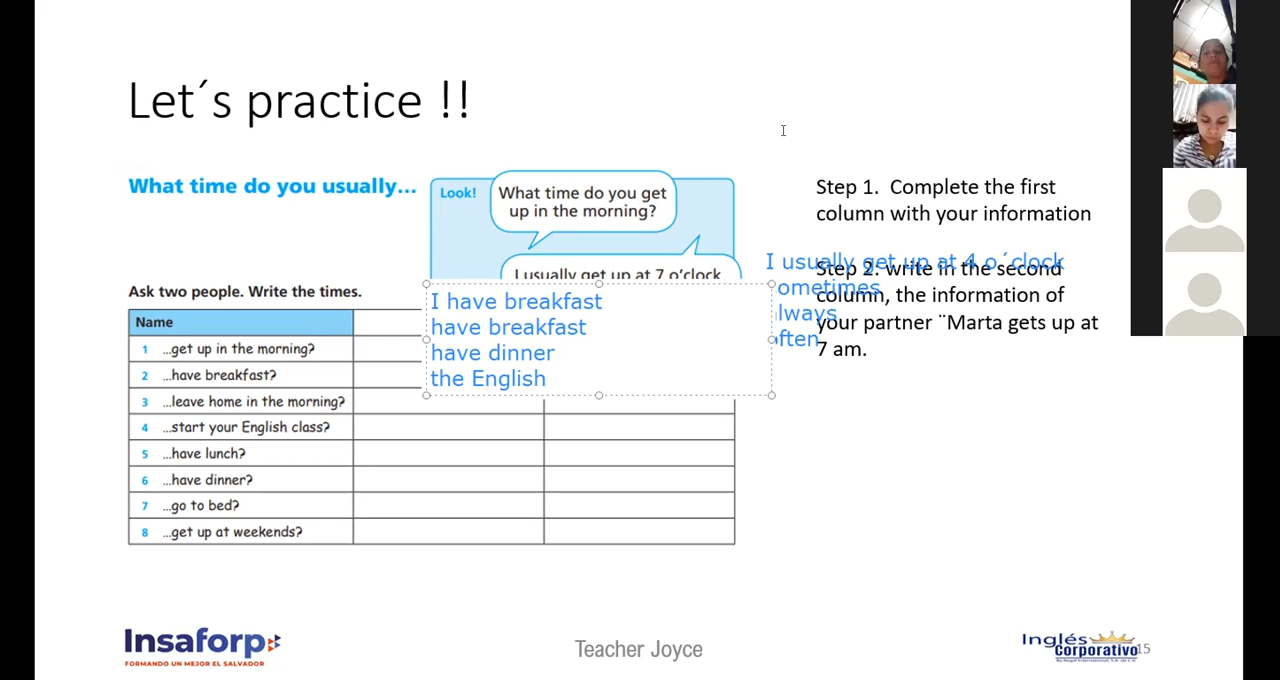 Let´s practice !!
What time do you usually...
Look!
What time do you get
up in the morning?
I usually get up at 7 o'clock
Ask two people. Write the times.
Name
1 ...get up in the morning?
2 ...have breakfast?
3 ...leave home in the morning?
4 ...start your English class?
5 ...have lunch?
6 ...have dinner?
7 ...go to bed?
8 ...get up at weekends?
I have breakfast
have breakfast
have dinner
the English
Step 1. Complete the first
column with your information
I usually get up at 4 o´clock
ometimes
lways
ften
Step 2. write in the second
column, the information of
your partner ¨Marta gets up at
7 am.
Insaforp
FORMANDO UN MEJOR EL SALVADOR
Teacher Joyce
Inglés
Corporativo
15